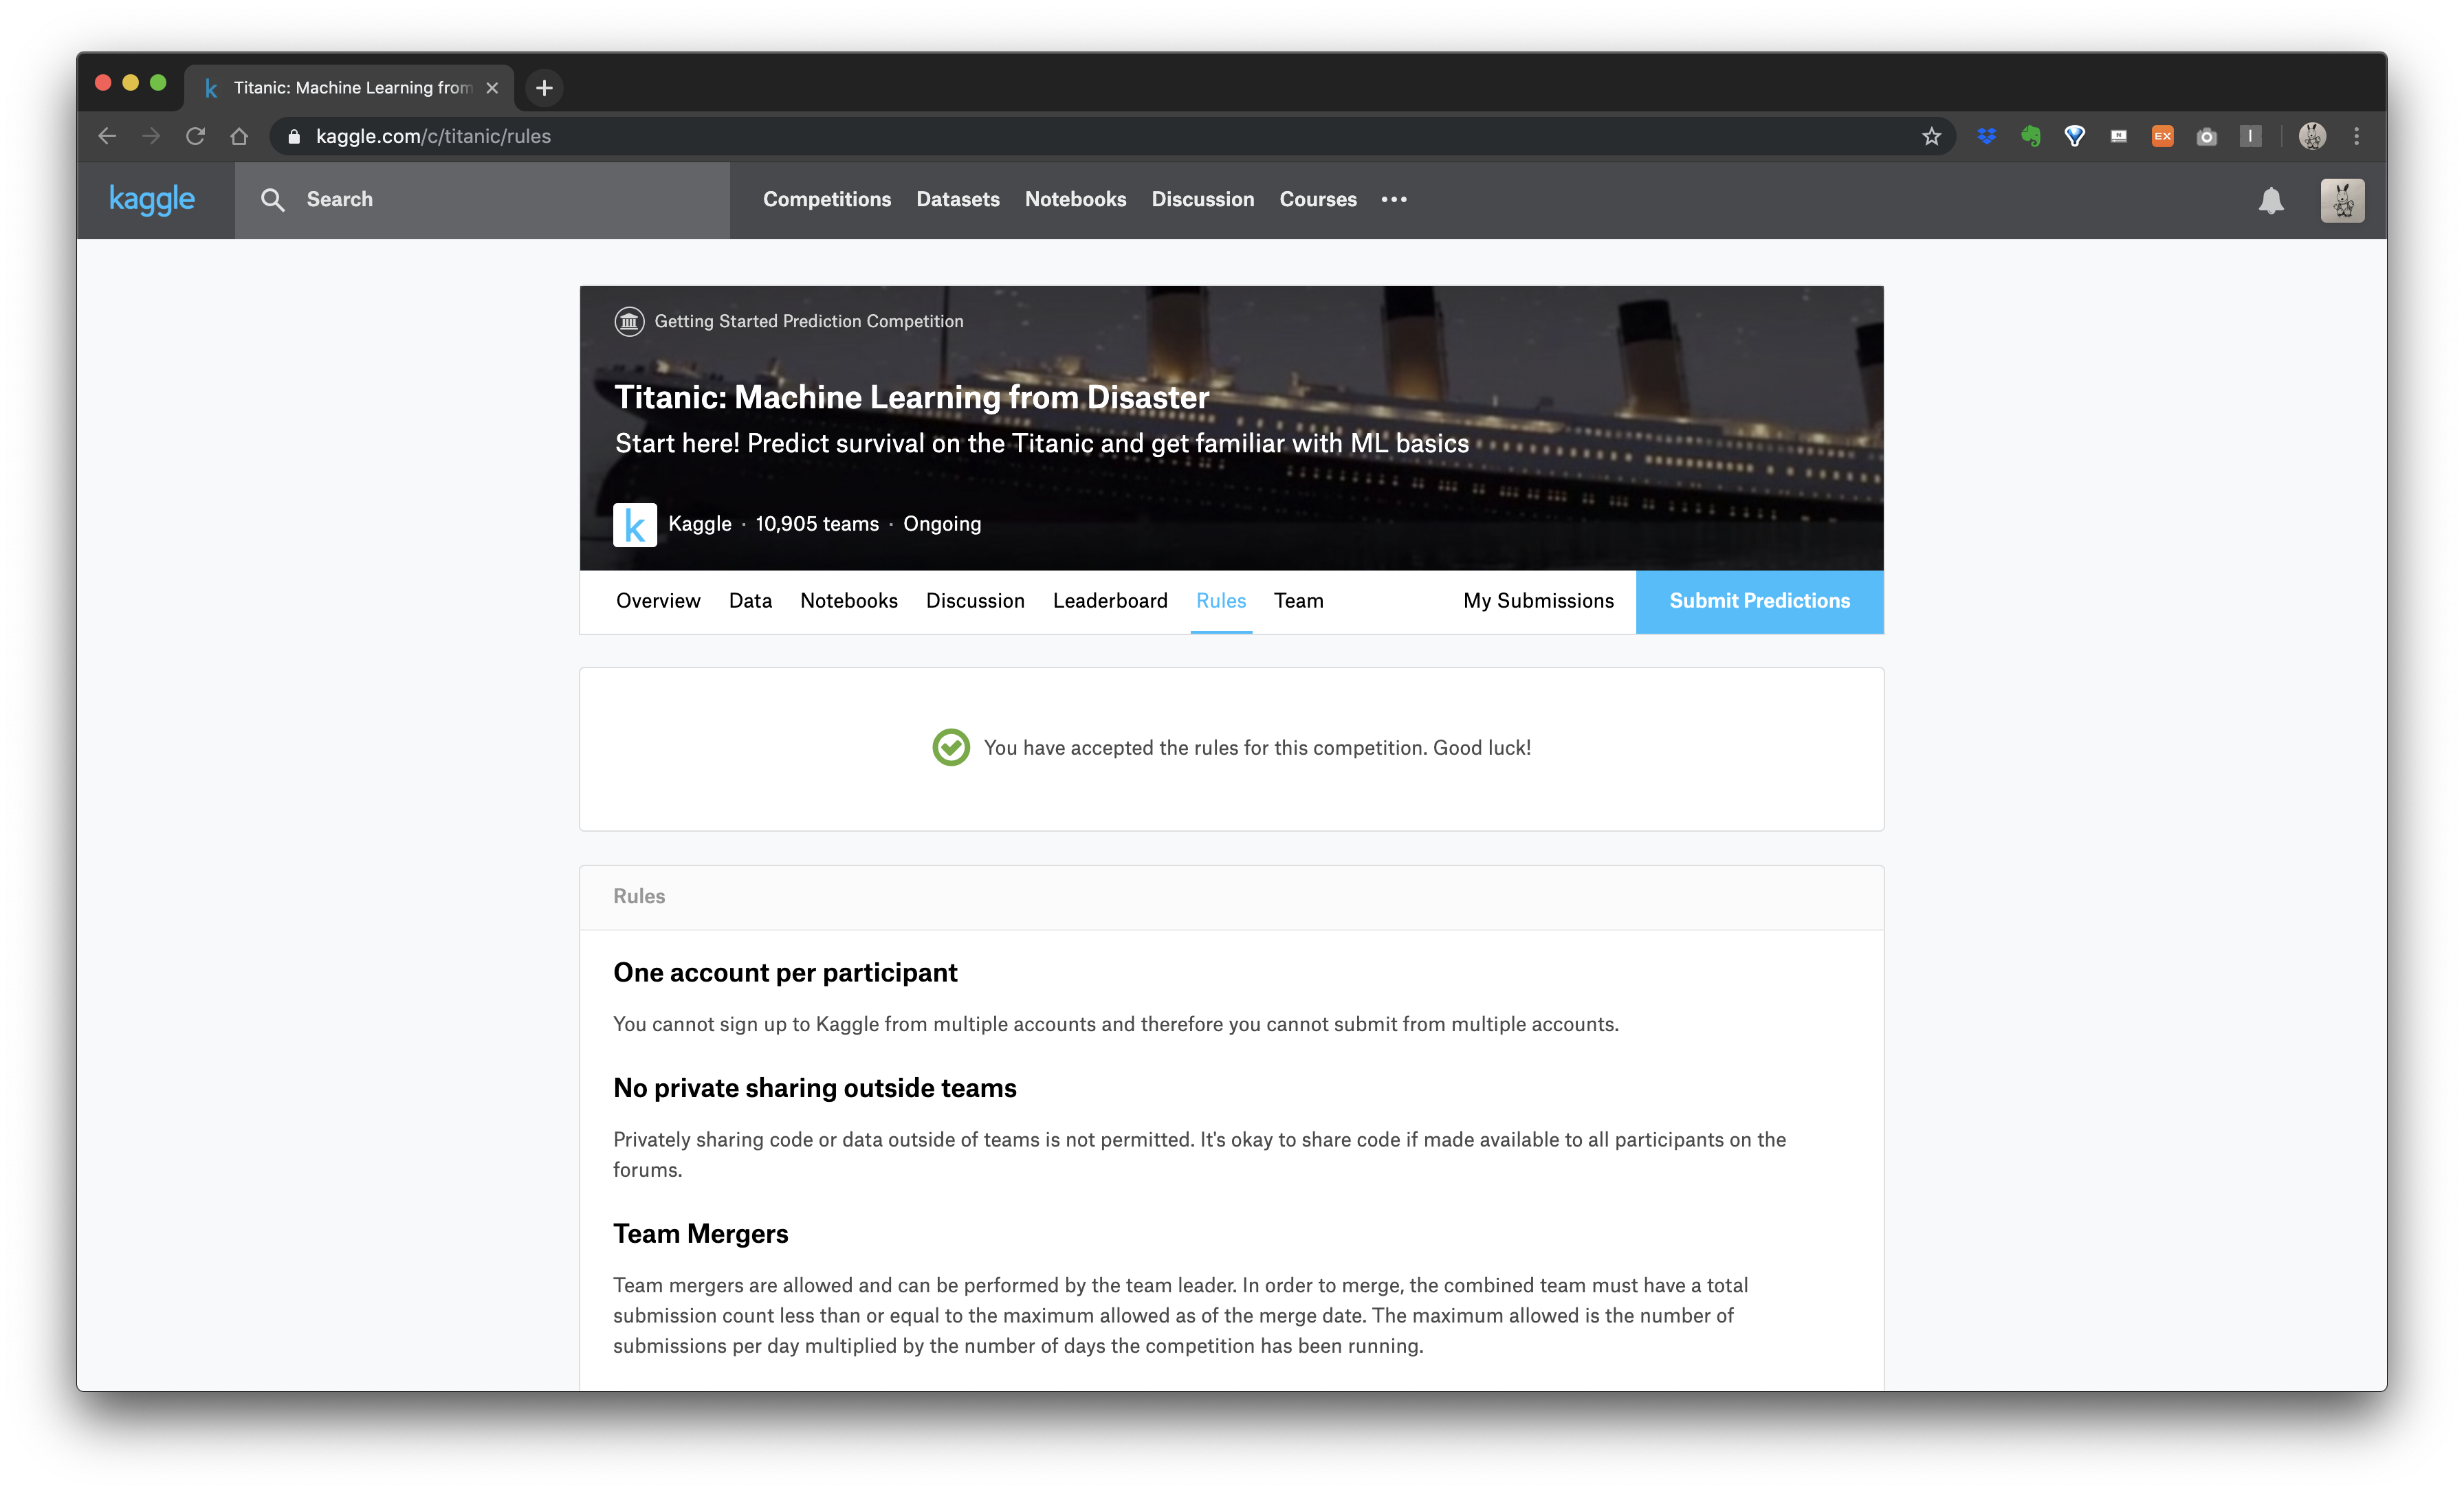 Titanic: Machine Learning from
kaggle.com/c/titanic/rules
EX
kaggle
Search
Competitions
Datasets
Notebooks
Discussion
Courses
Getting Started Prediction Competition
Titanic: Machine Learning from Disaster
Start here! Predict survival on the Titanic and get familiar with ML basics
k
Kaggle · 10,905 teams · Ongoing
Overview
Data
Notebooks
Discussion
Leaderboard
Rules
Team
My Submissions
Submit Predictions
You have accepted the rules for this competition. Good luck!
Rules
One account per participant
You cannot sign up to Kaggle from multiple accounts and therefore you cannot submit from multiple accounts.
No private sharing outside teams
Privately sharing code or data outside of teams is not permitted. It's okay to share code if made available to all participants on the
forums.
Team Mergers
Team mergers are allowed and can be performed by the team leader. In order to merge, the combined team must have a total
submission count less than or equal to the maximum allowed as of the merge date. The maximum allowed is the number of
submissions per day multiplied by the number of days the competition has been running.